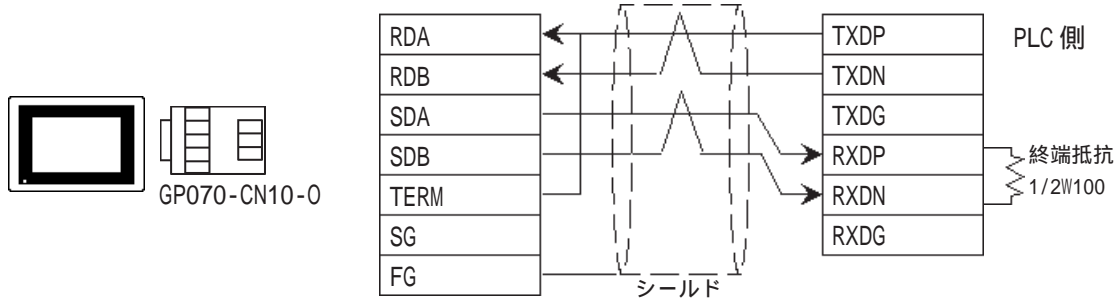 GP070-CN10-O
RDA
RDB
SDA
SDB
TERM
SG
FG
シールド
TXDP
TXDN
TXDG
RXDP
RXDN
RXDG
PLC 側
終端抵抗
1/2W100